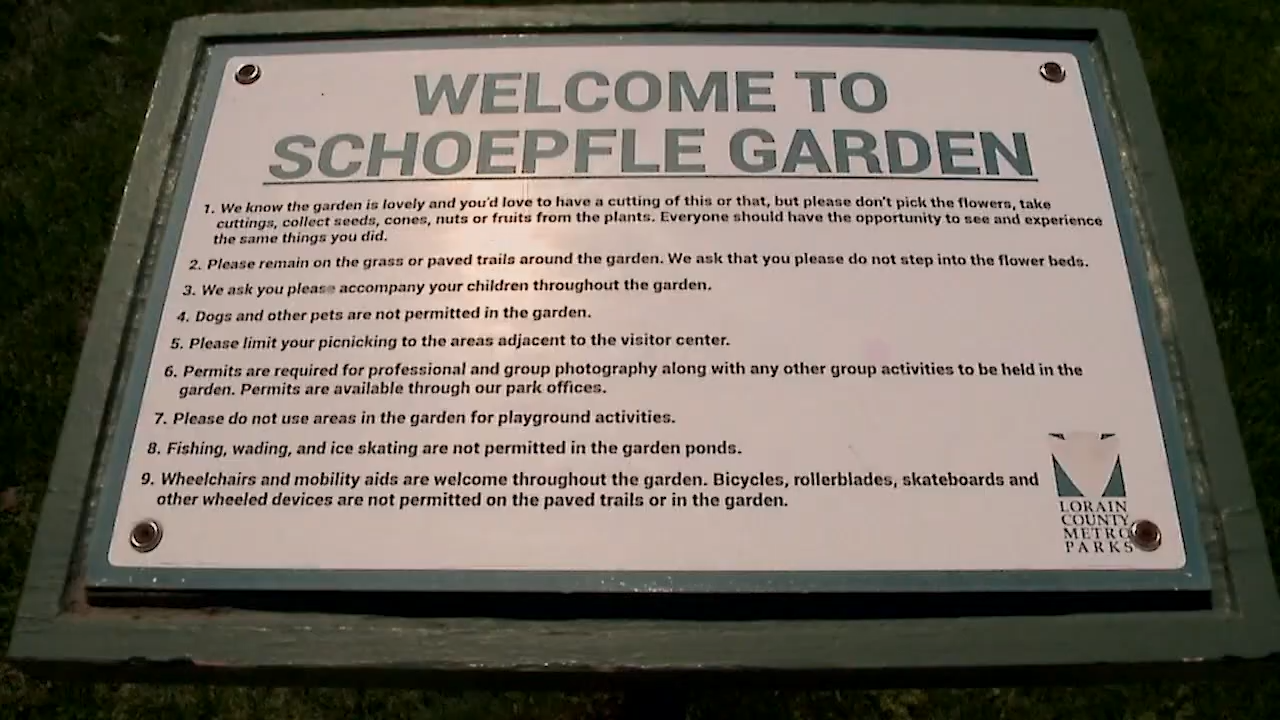 WELCOME TO
SCHOEPFLE GARDEN
1. We know the garden is lovely and you'd love to have a cutting of this or that, but please don't pick the flowers, take
cuttings, collect seeds, cones, nuts or fruits from the plants. Everyone should have the opportunity to see and experience
the same things you did.
2. Please remain on the grass or paved trails around the garden. We ask that you please do not step into the flower beds.
3. We ask you please accompany your children throughout the garden.
4. Dogs and other pets are not permitted in the garden.
5. Please limit your picnicking to the areas adjacent to the visitor center.
6. Permits are required for professional and group photography along with any other group activities to be held in the
garden. Permits are available through our park offices.
7. Please do not use areas in the garden for playground activities.
8. Fishing, wading, and ice skating are not permitted in the garden ponds.
9. Wheelchairs and mobility aids are welcome throughout the garden. Bicycles, rollerblades, skateboards and
other wheeled devices are not permitted on the paved trails or in the garden.
LORAIN
COUNTY
METRO
PARKS